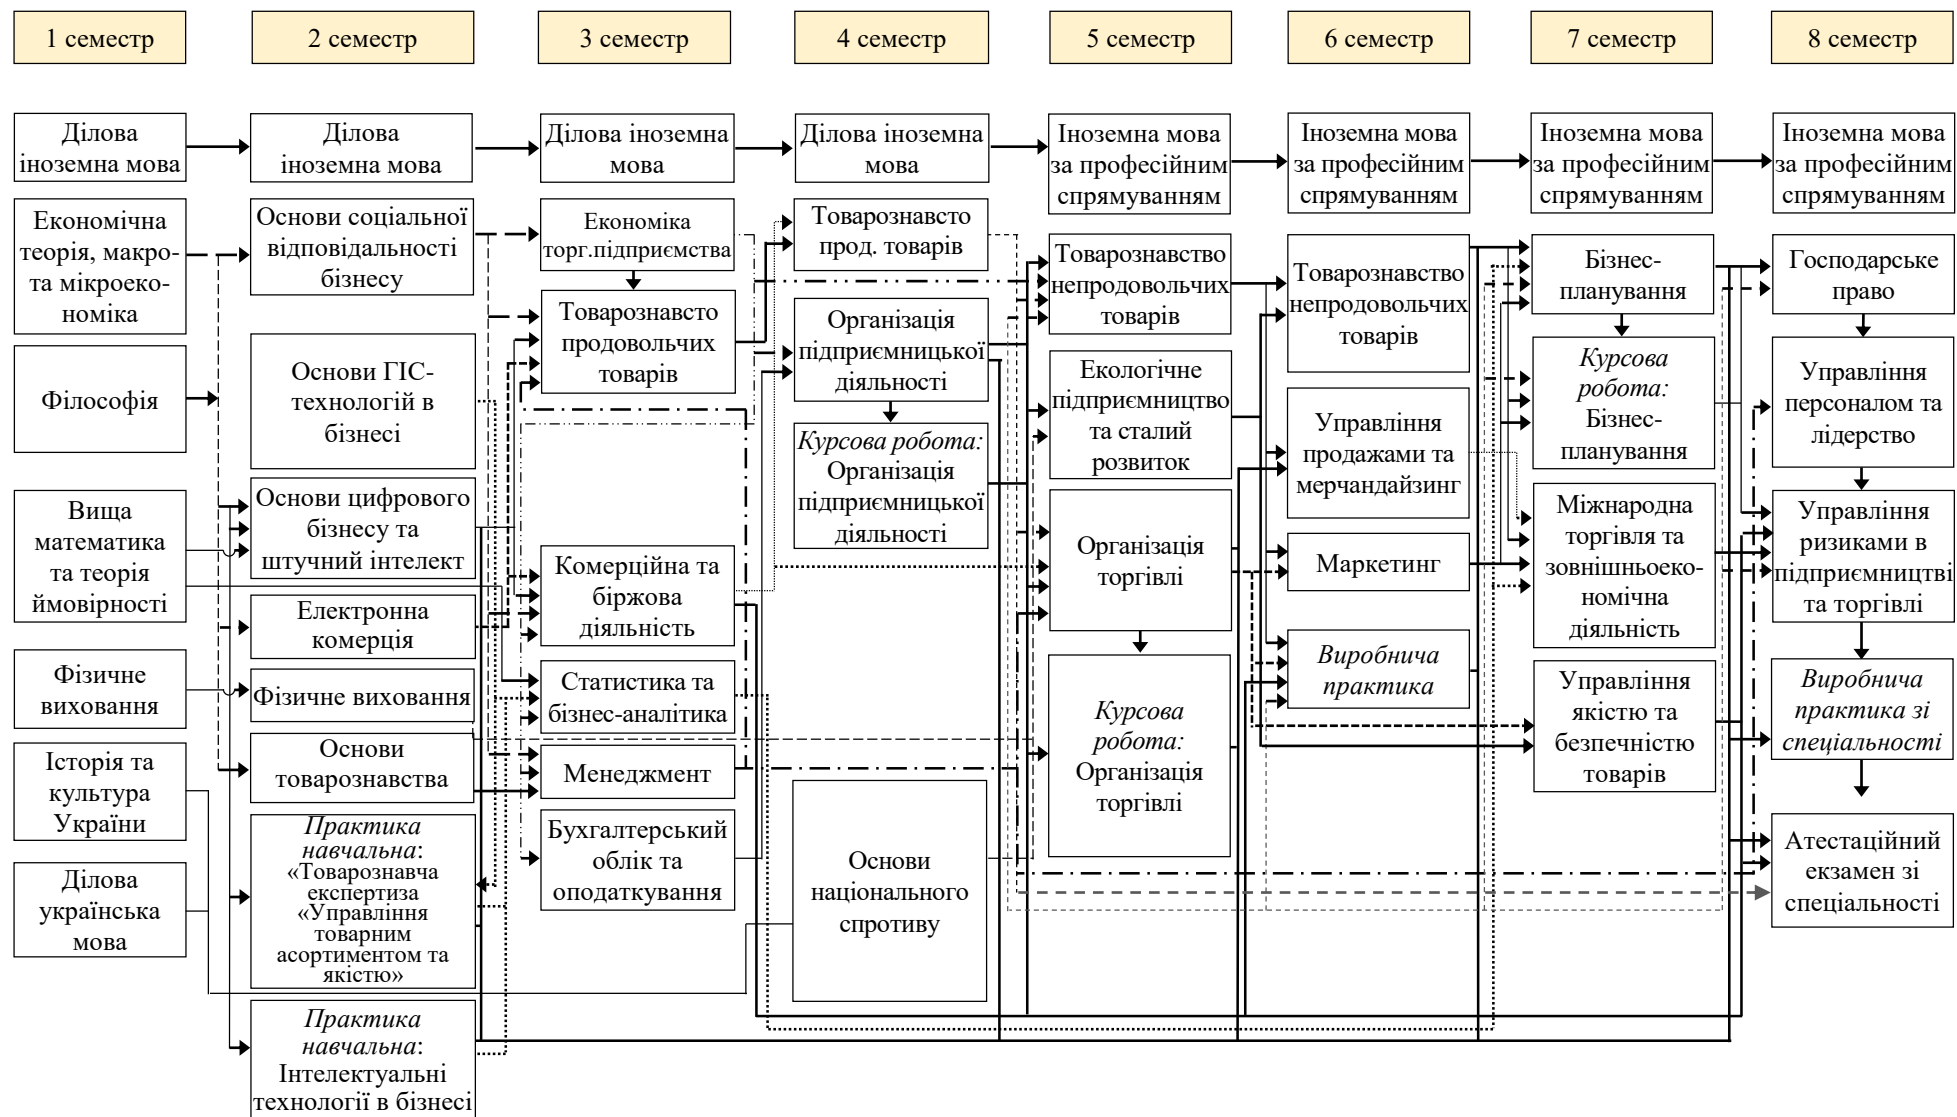 1 семестр
2 семестр
3 семестр
4 семестр
5 семестр
6 семестр
7 семестр
8 семестр
Ділова
іноземна мова
Економічна
теорія, макро-
та мікроеко-
номіка
Філософія
Вища
математика
та теорія
ймовірності
Фізичне
виховання
Історія та
культура
України
Ділова
українська
мова
Ділова
іноземна мова
Основи соціальної
відповідальності
бізнесу
Основи ГІС-
технологій в
бізнесі
Основи цифрового
бізнесу та
штучний інтелект
Електронна
комерція
Фізичне виховання
Основи
товарознавства
Практика
навчальна:
«Товарознавча
експертиза
«Управління
товарним
асортиментом та
якістю»
Практика
навчальна:
Інтелектуальні
технології в бізнесі
Ділова іноземна
мова
Економіка
торг.підприємства
Товарознавсто
продовольчих
товарів
Комерційна та
біржова
діяльність
Статистика та
бізнес-аналітика
Менеджмент
Бухгалтерський
облік та
оподаткування
Ділова іноземна
мова
Товарознавсто
прод. товарів
Організація
підприємницької
діяльності
Курсова робота:
Організація
підприємницької
діяльності
Основи
національного
спротиву
Іноземна мова
за професійним
спрямуванням
Товарознавство
непродовольчих
товарів
Екологічне
підприємництво
та сталий
розвиток
Організація
торгівлі
Курсова
робота:
Організація
торгівлі
Іноземна мова
за професійним
спрямуванням
Товарознавство
непродовольчих
товарів
Управління
продажами та
мерчандайзинг
Маркетинг
Виробнича
практика
Іноземна мова
за професійним
спрямуванням
Бізнес-
планування
Курсова
робота:
Бізнес-
планування
Міжнародна
торгівля та
зовнішньоеко-
номічна
діяльність
Управління
якістю та
безпечністю
товарів
Іноземна мова
за професійним
спрямуванням
Господарське
право
Управління
персоналом та
лідерство
Управління
ризиками в
підприємництві
та торгівлі
Виробнича
практика зі
спеціальності
Атестаційний
екзамен зі
спеціальності